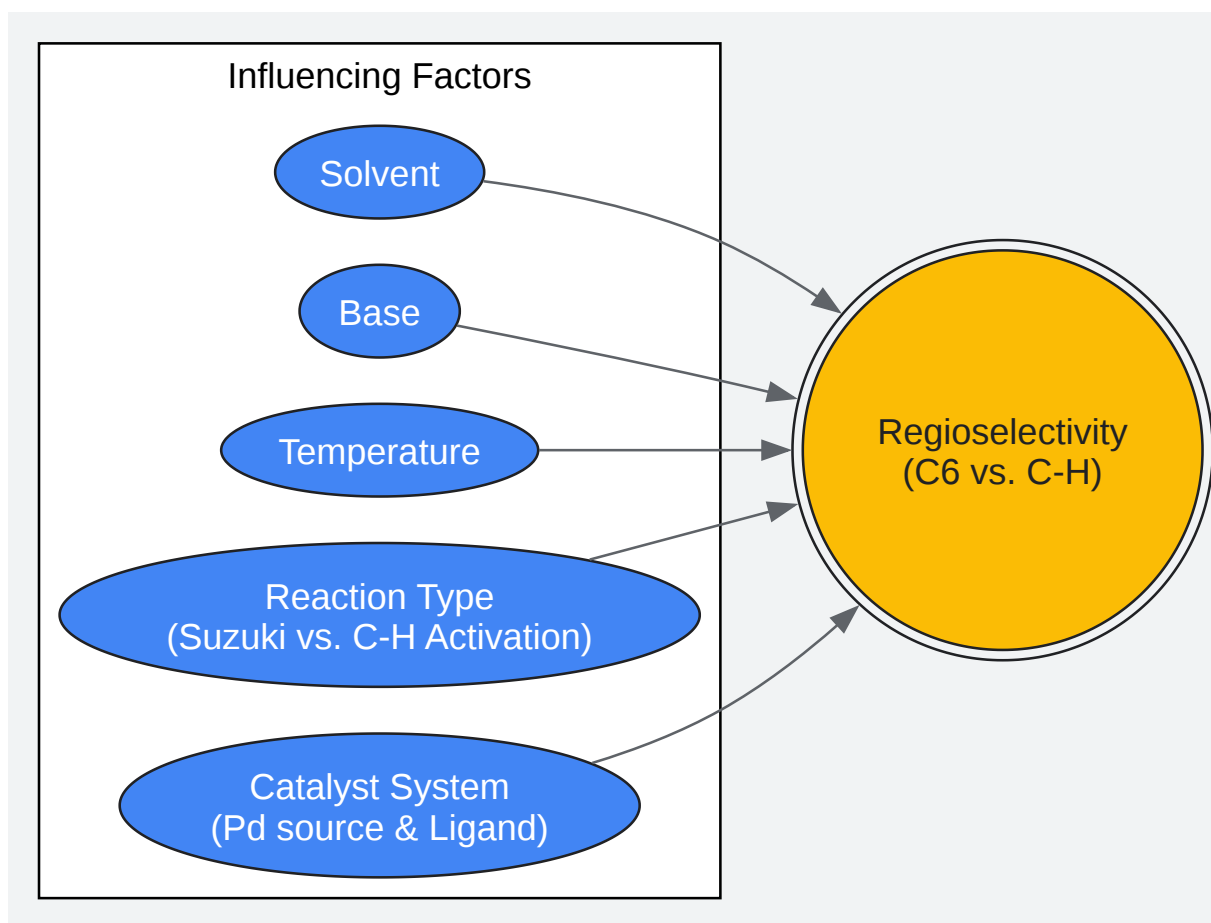 Influencing Factors
Solvent
Base
Temperature
Reaction Type
(Suzuki vs. C-H Activation)
Catalyst System
(Pd source & Ligand)
Regioselectivity
(C6 vs. C-H)